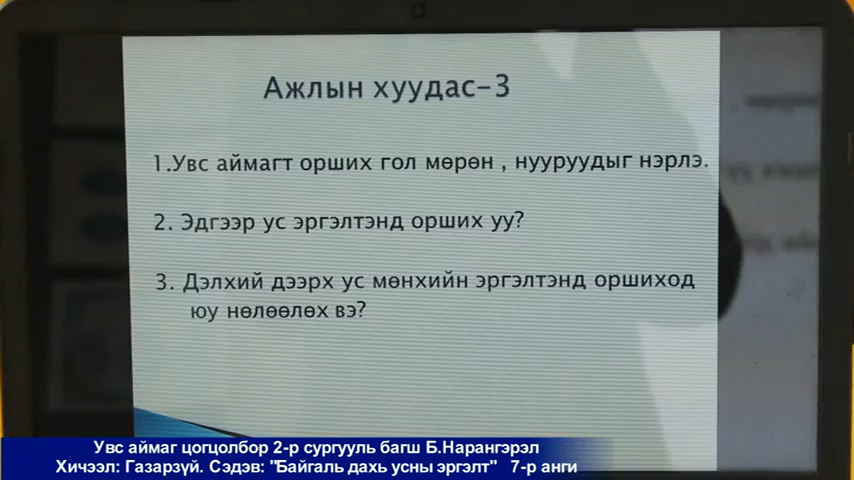 Ажлын хуудас-3
1.Увс аймагт орших гол мөрөн , нууруудыг нэрлэ.
2. Эдгээр ус эргэлтэнд орших уу?
3. Дэлхий дээрх ус мөнхийн эргэлтэнд оршиход
юу нөлөөлөх вэ?
Увс аймаг цогцолбор 2-р сургууль багш Б.Нарангэрэл
Хичээл: Газарзүй. Сэдэв: "Байгаль дахь усны эргэлт" 7-р анги